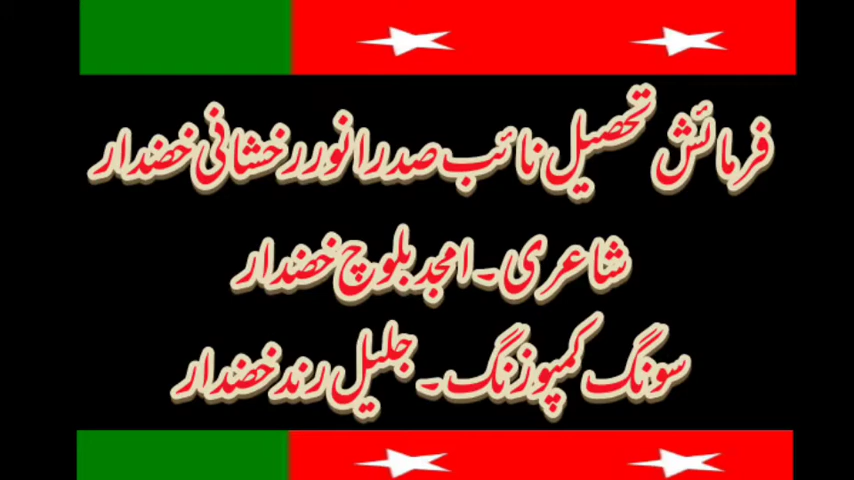 فرمائش تحصیل نائب صدر انور رخشانی خضدار
شاعری ۔ امجد بلوچ خضدار
سونگ کمپوزنگ ۔ جلیل رند خضدار